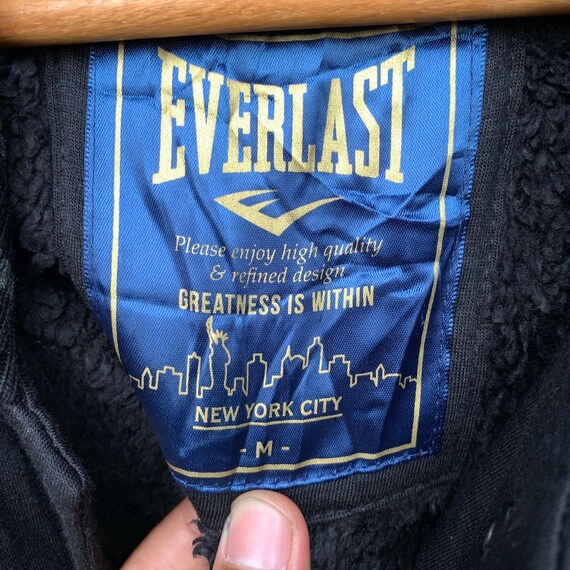 EVERLAST
Please enjoy high quality
& refined design
GREATNESS IS WITHIN
NEW YORK CITY
- M -